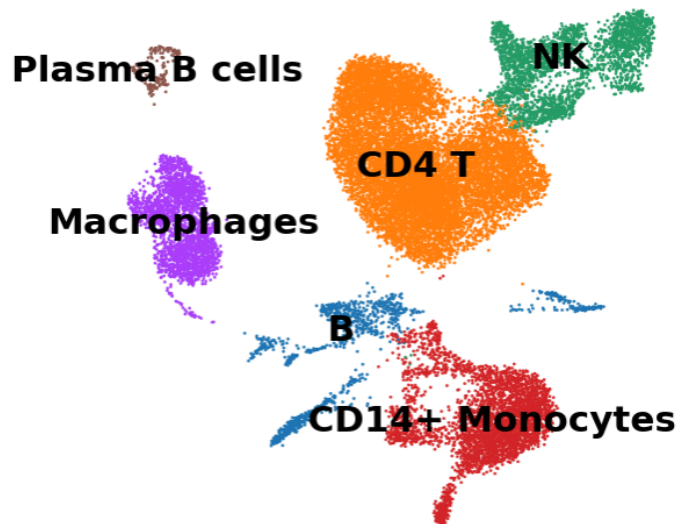 NK
Plasma B cells
CD4 T
Macrophages
B
CD14+ Monocytes